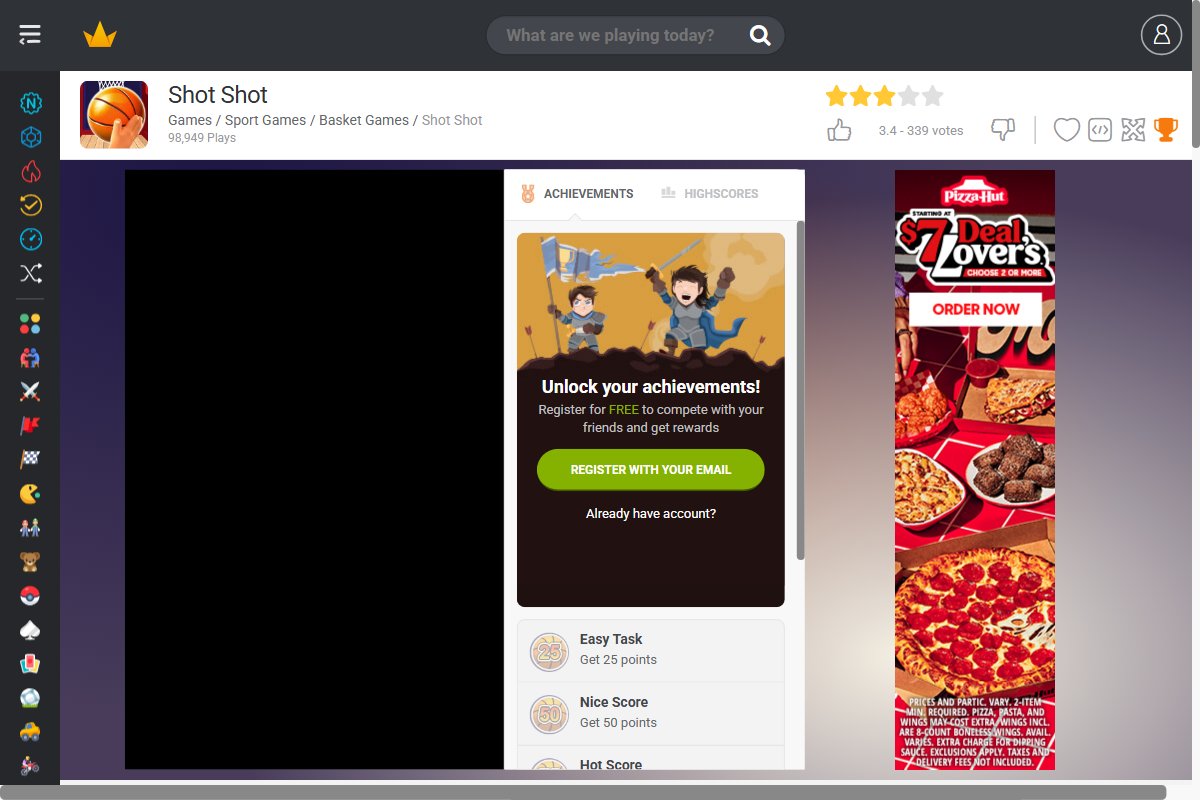 What are we playing today?
Shot Shot
Games / Sport Games / Basket Games / Shot Shot
98,949 Plays
3.4 - 339 votes
ACHIEVEMENTS
HIGHSCORES
Unlock your achievements!
Register for FREE to compete with your
friends and get rewards
REGISTER WITH YOUR EMAIL
Already have account?
25
Easy Task
Get 25 points
50
Nice Score
Get 50 points
Hot Score
Pizza Hut
STARTING AT
$7 Deal
Lover's
CHOOSE 2 OR MORE
ORDER NOW
PRICES AND PARTIC. VARY. 2-ITEM
MIN. REQUIRED. PIZZA, PASTA, AND
WINGS MAY COST EXTRA. WINGS INCL.
ARE 8-COUNT BONELESS WINGS. AVAIL.
VARIES. EXTRA CHARGE FOR DIPPING
SAUCE. EXCLUSIONS APPLY. TAXES AND
DELIVERY FEES NOT INCLUDED.